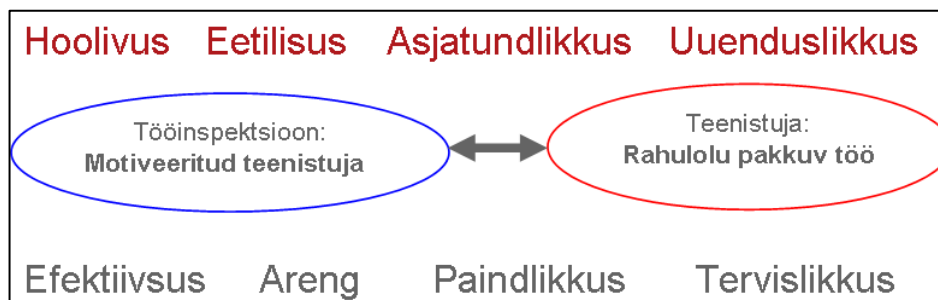 Hoolivus Eetilisus Asjatundlikkus Uuenduslikkus
Tööinspektsioon:
Motiveeritud teenistuja
Teenistuja:
Rahulolu pakkuv töö
Efektiivsus Areng Paindlikkus Tervislikkus